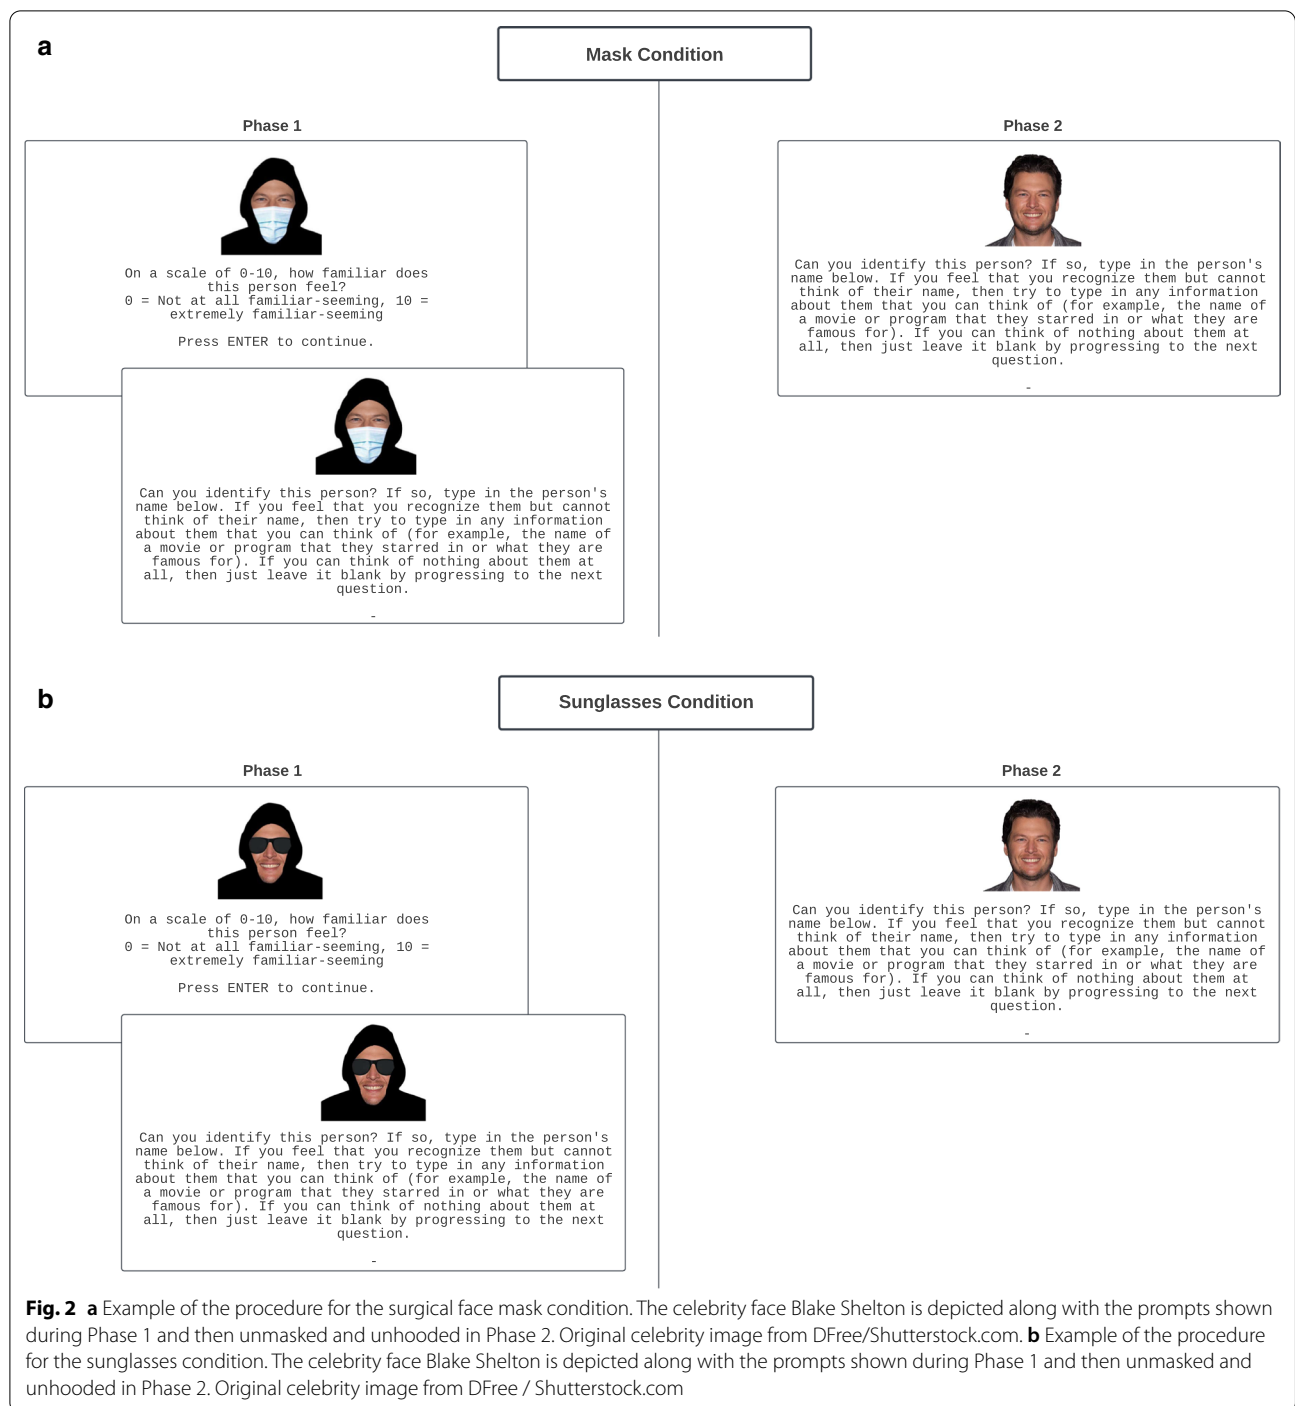 a
Mask Condition
Phase 1
On a scale of 0-10, how familiar does
this person feel?
0 = Not at all familiar-seeming, 10 =
extremely familiar-seeming
Press ENTER to continue.
Can you identify this person? If so, type in the person's
name below. If you feel that you recognize them but cannot
think of their name, then try to type in any information
about them that you can think of (for example, the name of
a movie or program that they starred in or what they are
famous for). If you can think of nothing about them at
all, then just leave it blank by progressing to the next
question.
-
Phase 2
Can you identify this person? If so, type in the person's
name below. If you feel that you recognize them but cannot
think of their name, then try to type in any information
about them that you can think of (for example, the name of
a movie or program that they starred in or what they are
famous for). If you can think of nothing about them at
all, then just leave it blank by progressing to the next
question.
-
b
Sunglasses Condition
Phase 1
On a scale of 0-10, how familiar does
this person feel?
0 = Not at all familiar-seeming, 10 =
extremely familiar-seeming
Press ENTER to continue.
Can you identify this person? If so, type in the person's
name below. If you feel that you recognize them but cannot
think of their name, then try to type in any information
about them that you can think of (for example, the name of
a movie or program that they starred in or what they are
famous for). If you can think of nothing about them at
all, then just leave it blank by progressing to the next
question.
-
Phase 2
Can you identify this person? If so, type in the person's
name below. If you feel that you recognize them but cannot
think of their name, then try to type in any information
about them that you can think of (for example, the name of
a movie or program that they starred in or what they are
famous for). If you can think of nothing about them at
all, then just leave it blank by progressing to the next
question.
-
Fig. 2 a Example of the procedure for the surgical face mask condition. The celebrity face Blake Shelton is depicted along with the prompts shown
during Phase 1 and then unmasked and unhooded in Phase 2. Original celebrity image from DFree/Shutterstock.com. b Example of the procedure
for the sunglasses condition. The celebrity face Blake Shelton is depicted along with the prompts shown during Phase 1 and then unmasked and
unhooded in Phase 2. Original celebrity image from DFree / Shutterstock.com